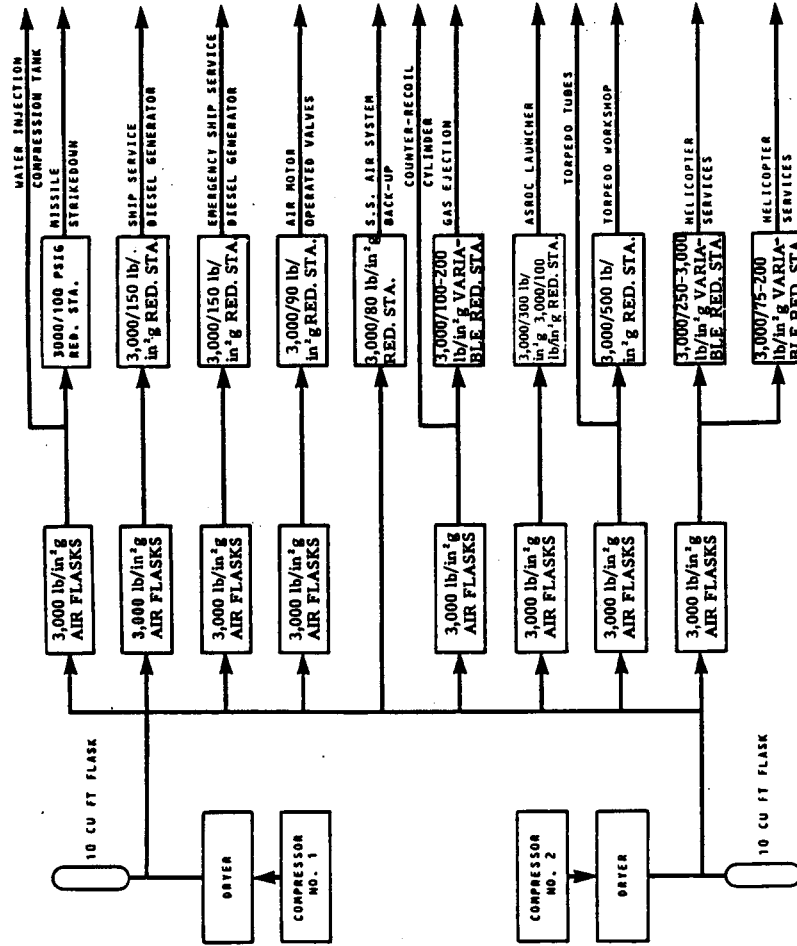 WATER INJECTION
COMPRESSION TANK
MISSILE
STRIKEDOWN
SHIP SERVICE
DIESEL GENERATOR
EMERGENCY SHIP SERVICE
DIESEL GENERATOR
AIR MOTOR
OPERATED VALVES
S.S. AIR SYSTEM
BACK-UP
COUNTER-RECOIL
CYLINDER
GAS EJECTION
ASROC LAUNCHER
TORPEDO TUBES
TORPEDO WORKSHOP
HELICOPTER
SERVICES
HELICOPTER
SERVICES
3000/100 PSIG
RED. STA.
3,000/150 lb/.
in²g RED. STA.
3,000/150 lb/
in²g RED. STA.
3,000/90 lb/
in²g RED. STA.
3,000/80 lb/in²g
RED. STA.
3,000/100-200
lb/in²g VARIA-
BLE RED. STA.
3,000/300 lb/
in²g 3,000/100
lb/in²g RED. STA.
3,000/500 lb/
in²g RED. STA.
3,000/250-3,000
lb/in²g VARIA-
BLE RED. STA.
3,000/75-200
lb/in²g VARIA-
BLE RED. STA.
3,000 lb/in²g
AIR FLASKS
3,000 lb/in²g
AIR FLASKS
3,000 lb/in²g
AIR FLASKS
3,000 lb/in²g
AIR FLASKS
3,000 lb/in²g
AIR FLASKS
3,000 lb/in²g
AIR FLASKS
3,000 lb/in²g
AIR FLASKS
3,000 lb/in²g
AIR FLASKS
10 CU FT FLASK
DRYER
COMPRESSOR
NO. 1
COMPRESSOR
NO. 2
DRYER
10 CU FT FLASK